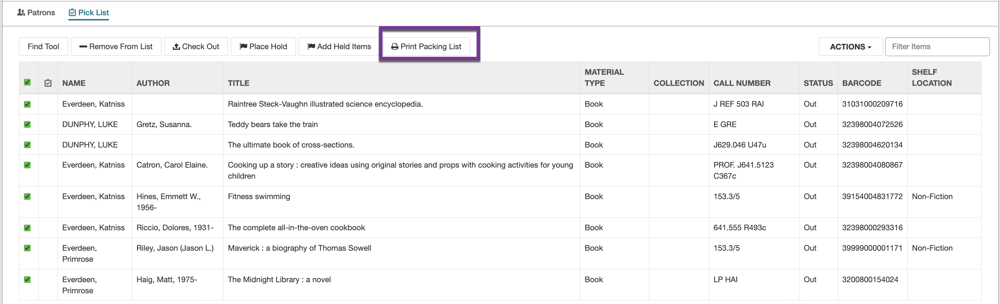 Patrons Pick List
Find Tool Remove From List Check Out Place Hold Add Held Items Print Packing List ACTIONS Filter Items
NAME AUTHOR TITLE MATERIAL TYPE COLLECTION CALL NUMBER STATUS BARCODE SHELF LOCATION
Everdeen, Katniss Raintree Steck-Vaughn illustrated science encyclopedia. Book J REF 503 RAI Out 31031000209716
DUNPHY, LUKE Gretz, Susanna. Teddy bears take the train Book E GRE Out 32398004072526
DUNPHY, LUKE The ultimate book of cross-sections. Book J629.046 U47u Out 32398004620134
Everdeen, Katniss Catron, Carol Elaine. Cooking up a story : creative ideas using original stories and props with cooking activities for young children Book PROF. J641.5123 C367c Out 32398004080867
Everdeen, Katniss Hines, Emmett W., 1956- Fitness swimming Book 153.3/5 Out 39154004831772 Non-Fiction
Everdeen, Katniss Riccio, Dolores, 1931- The complete all-in-the-oven cookbook Book 641.555 R493c Out 32398000293316
Everdeen, Primrose Riley, Jason (Jason L.) Maverick : a biography of Thomas Sowell Book 153.3/5 Out 39999000001171 Non-Fiction
Everdeen, Primrose Haig, Matt, 1975- The Midnight Library : a novel Book LP HAI Out 3200800154024